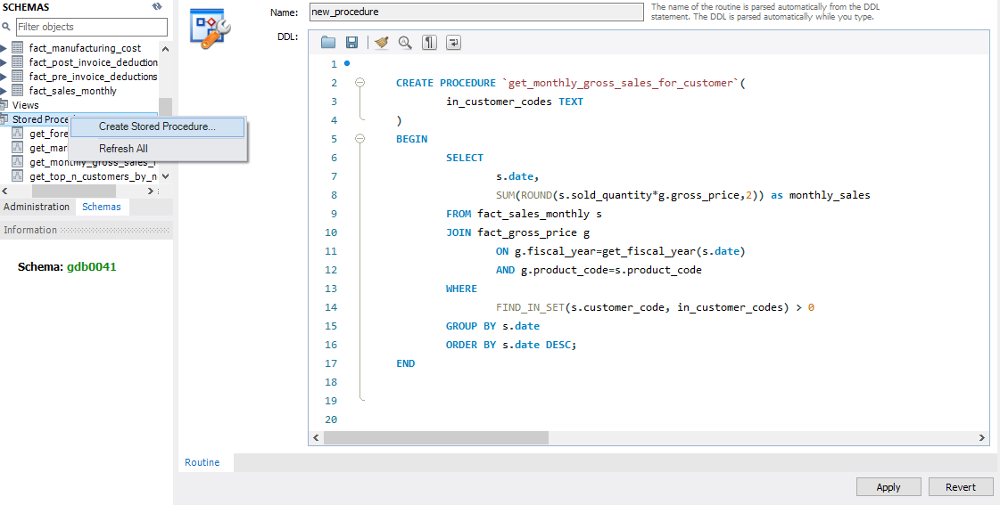 SCHEMAS
Filter objects
fact_manufacturing_cost
fact_post_invoice_deduction
fact_pre_invoice_deductions
fact_sales_monthly
Views
Stored Proce
Create Stored Procedure...
Refresh All
get_fore
get_mar
get_monthly_gross_sales_f
get_top_n_customers_by_n
Administration Schemas
Information
Schema: gdb0041
Name: new_procedure
The name of the routine is parsed automatically from the DDL
statement. The DDL is parsed automatically while you type.
DDL:
1
2 CREATE PROCEDURE `get_monthly_gross_sales_for_customer`(
3 in_customer_codes TEXT
4 )
5 BEGIN
6 SELECT
7 s.date,
8 SUM(ROUND(s.sold_quantity*g.gross_price,2)) as monthly_sales
9 FROM fact_sales_monthly s
10 JOIN fact_gross_price g
11 ON g.fiscal_year=get_fiscal_year(s.date)
12 AND g.product_code=s.product_code
13 WHERE
14 FIND_IN_SET(s.customer_code, in_customer_codes) > 0
15 GROUP BY s.date
16 ORDER BY s.date DESC;
17 END
18
19
20
Routine
Apply Revert